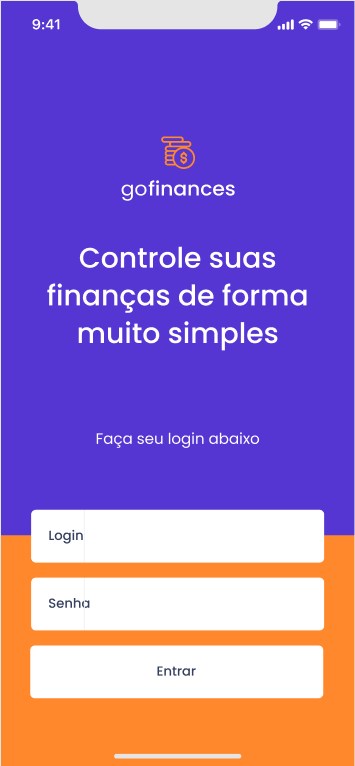 9:41
gofinances
Controle suas
finanças de forma
muito simples
Faça seu login abaixo
Login
Senha
Entrar